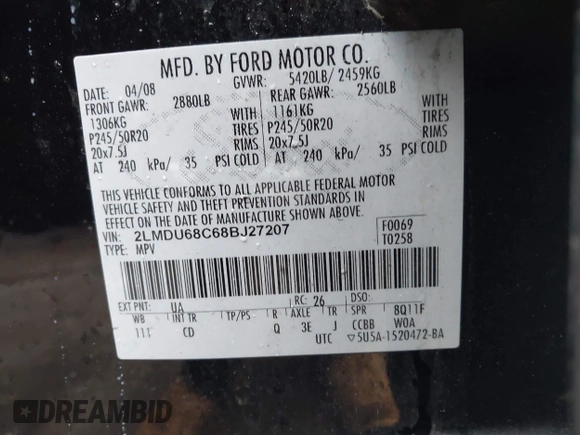 MFD. BY FORD MOTOR CO.
DATE: 04/08 GVWR: 5420LB/ 2459KG
FRONT GAWR: 2880LB REAR GAWR: 2560LB
1306KG WITH 1161KG WITH
P245/50R20 TIRES P245/50R20 TIRES
20x7.5J RIMS 20x7.5J RIMS
AT 240 kPa/ 35 PSI COLD AT 240 kPa/ 35 PSI COLD
THIS VEHICLE CONFORMS TO ALL APPLICABLE FEDERAL MOTOR
VEHICLE SAFETY AND THEFT PREVENTION STANDARDS IN
EFFECT ON THE DATE OF MANUFACTURE SHOWN ABOVE.
VIN: 2LMDU68C68BJ27207 F0069
TYPE: MPV T0258
EXT PNT: UA RC: 26 DSO:
WB INT TR TP/PS R AXLE TR SPR 8Q11F
111 CD Q 3E J CCBB WOA
UTC ▽5U5A-1520472-BA
DREAMBID